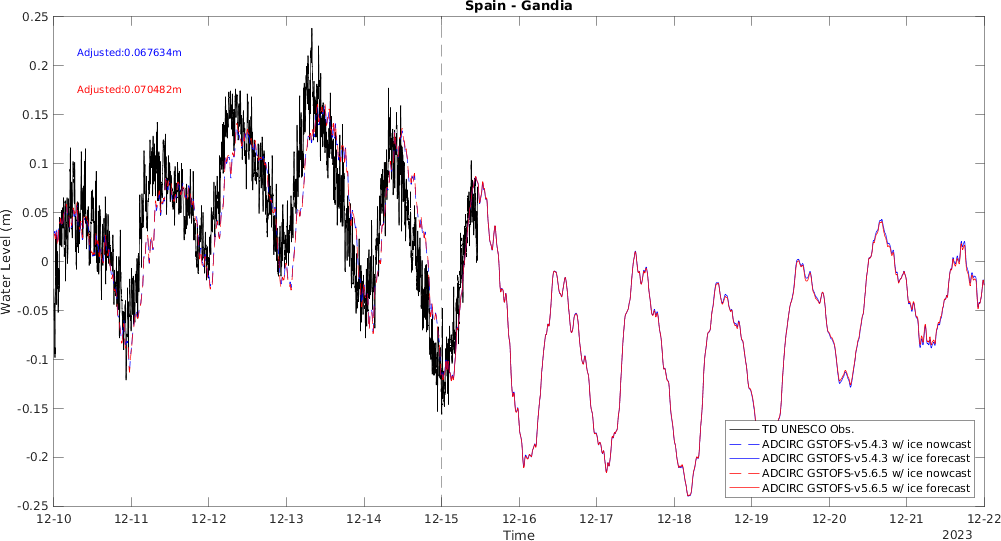 Spain - Gandia
Adjusted:0.067634m
Adjusted:0.070482m
Water Level (m)
0.25
0.2
0.15
0.1
0.05
0
-0.05
-0.1
-0.15
-0.2
-0.25
TD UNESCO Obs.
ADCIRC GSTOFS-v5.4.3 w/ ice nowcast
ADCIRC GSTOFS-v5.4.3 w/ ice forecast
ADCIRC GSTOFS-v5.6.5 w/ ice nowcast
ADCIRC GSTOFS-v5.6.5 w/ ice forecast
12-10 12-11 12-12 12-13 12-14 12-15 12-16 12-17 12-18 12-19 12-20 12-21 12-22
Time
2023